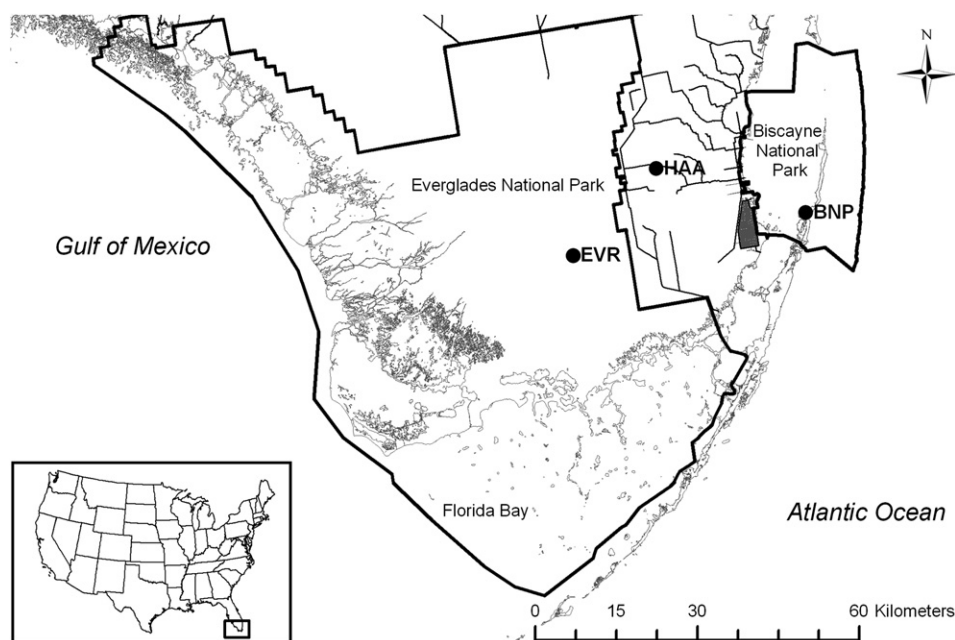 N
Biscayne
National
Park
HAA
Everglades National Park
BNP
Gulf of Mexico
EVR
Florida Bay
Atlantic Ocean
0 15 30 60 Kilometers